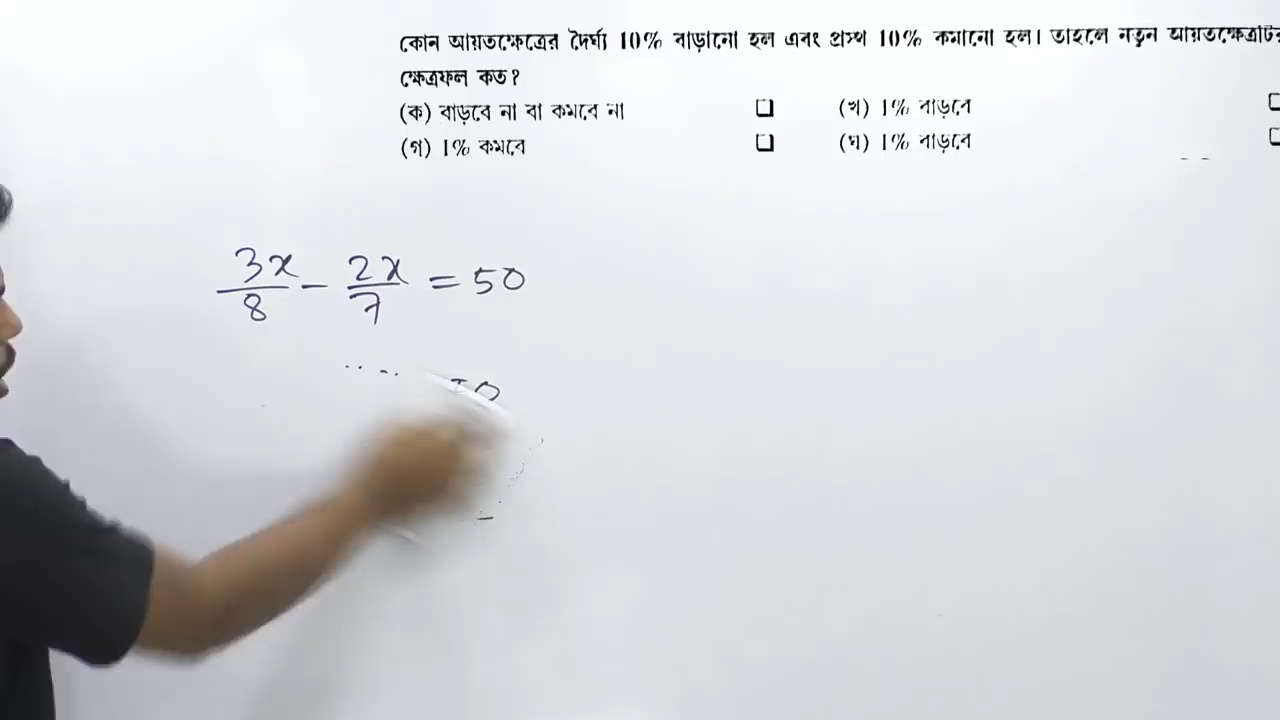 কোন আয়তক্ষেত্রের দৈর্ঘ্য 10% বাড়ানো হল এবং প্রস্থ 10% কমানো হল। তাহলে নতুন আয়তক্ষেত্রটির
ক্ষেত্রফল কত?
(ক) বাড়বে না বা কমবে না (খ) 1% বাড়বে
(গ) 1% কমবে (ঘ) 1% বাড়বে
3x/8 - 2x/7 = 50